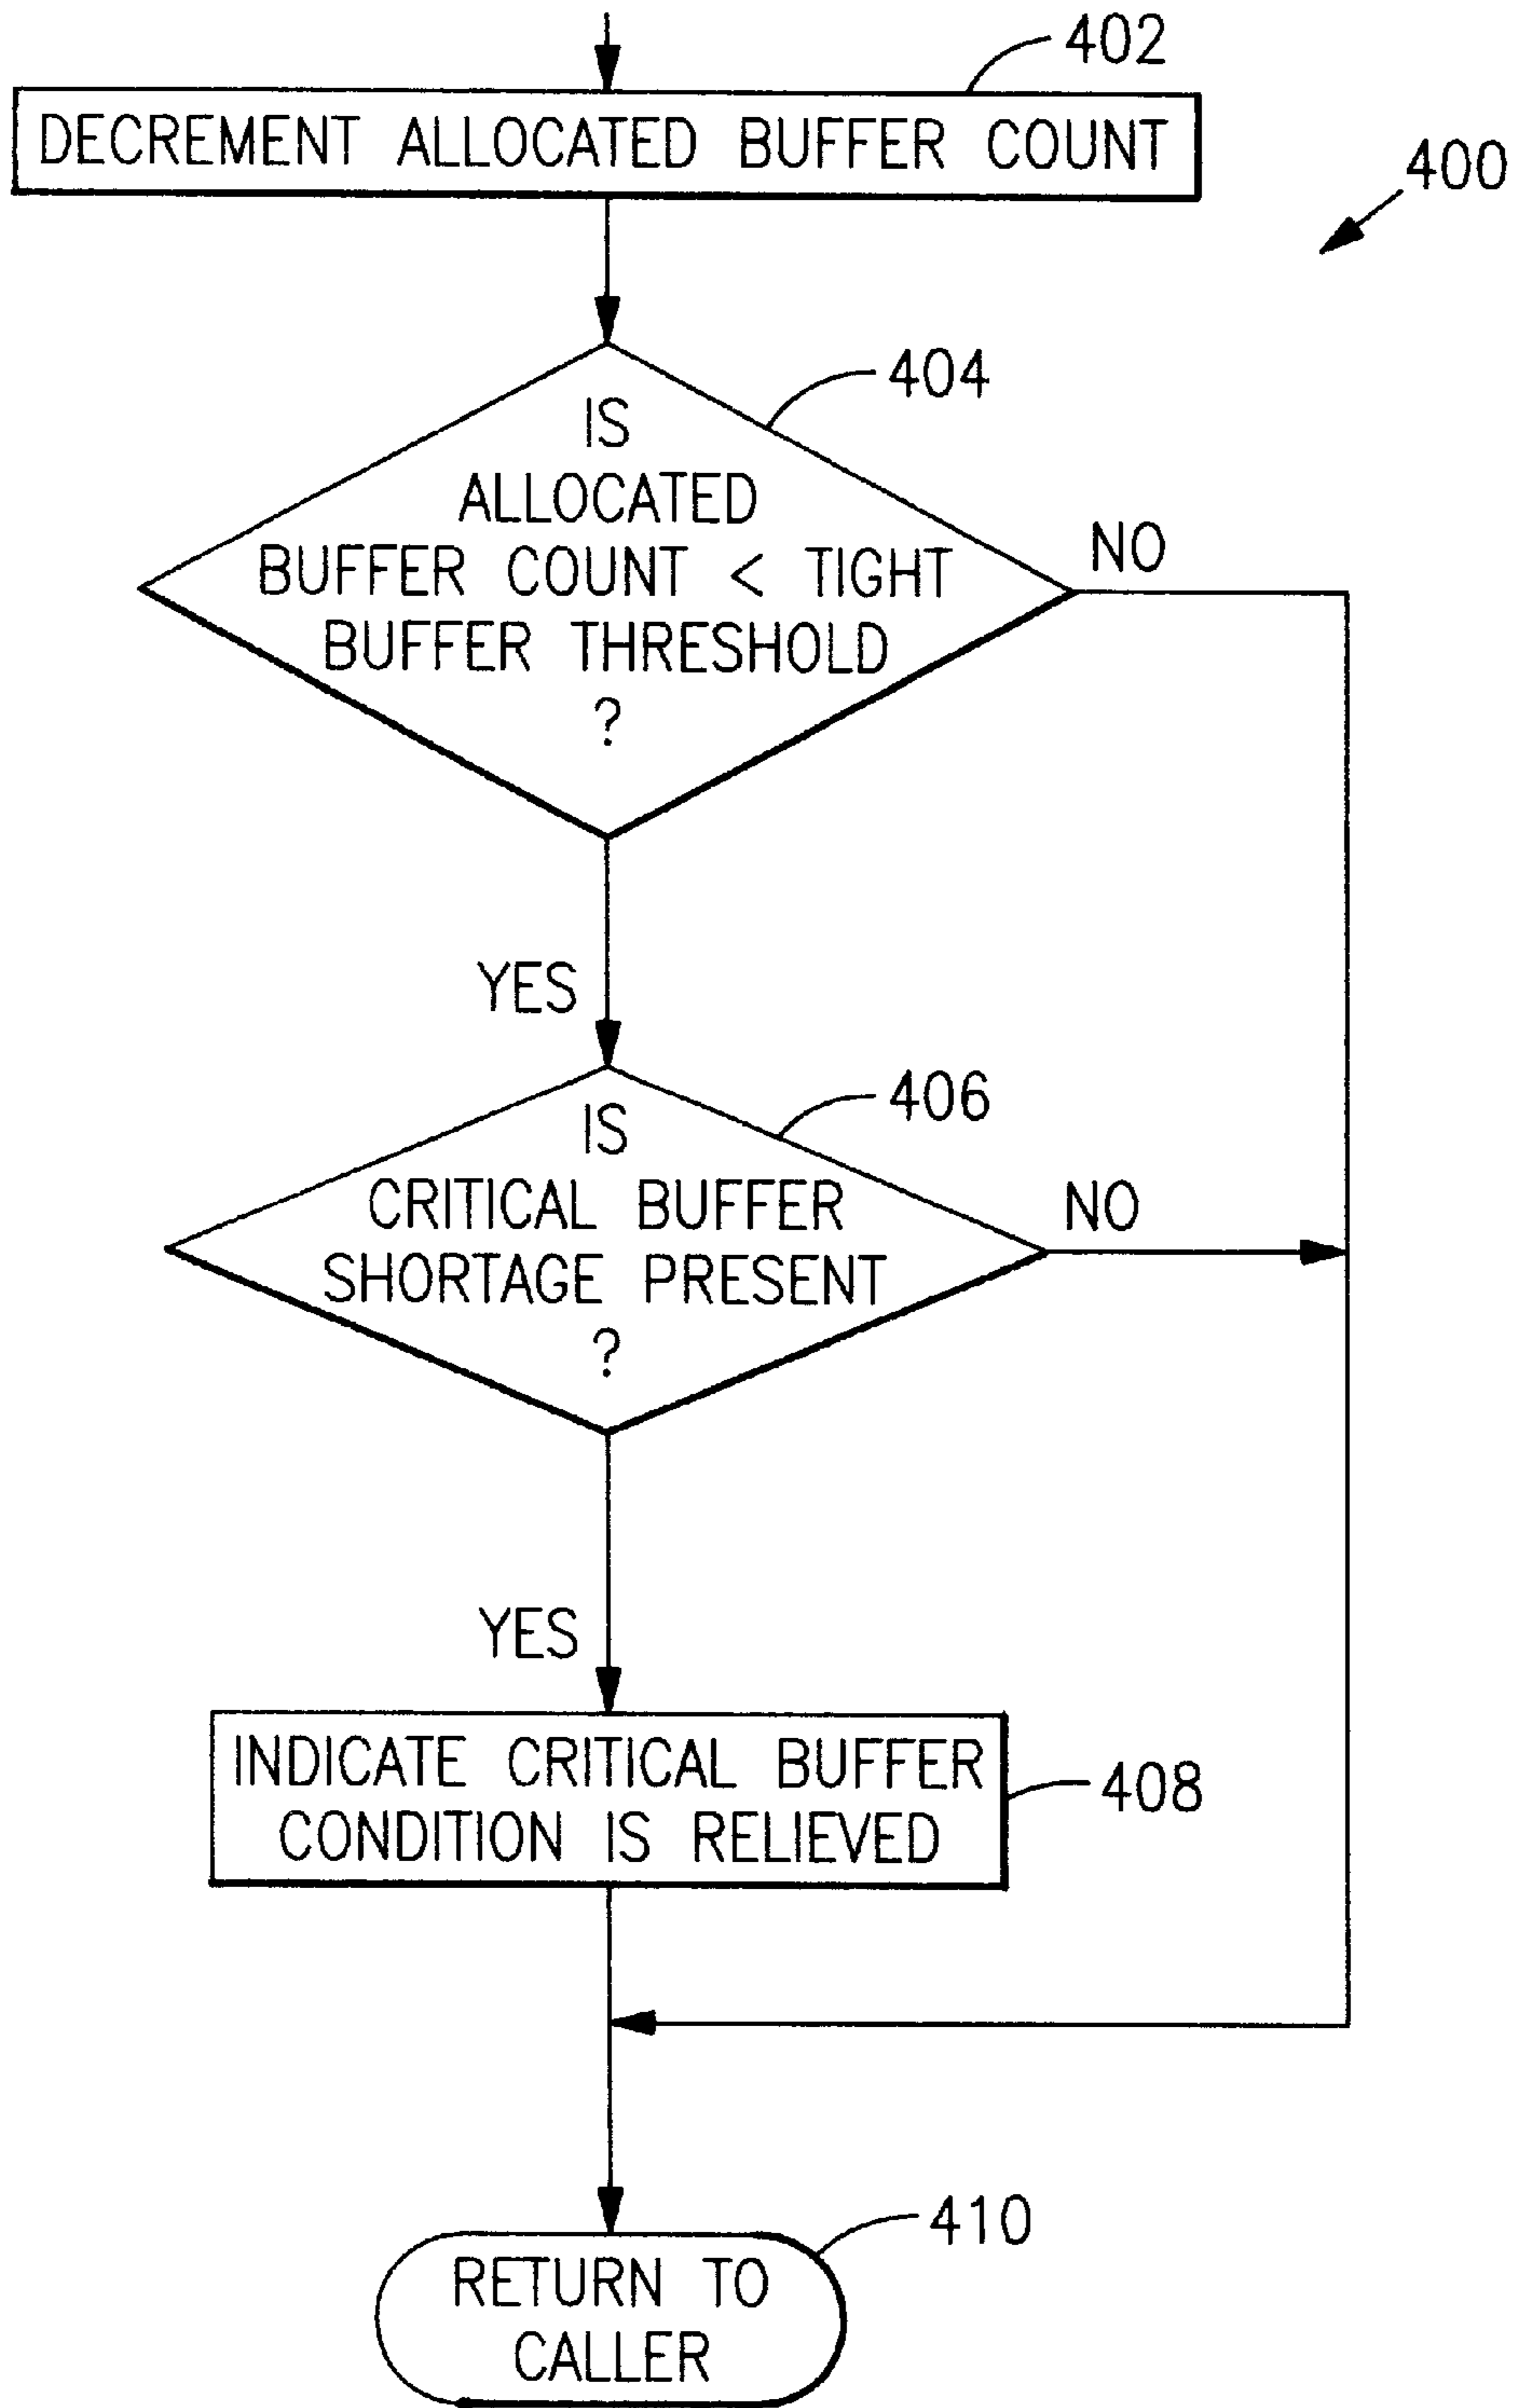 402
DECREMENT ALLOCATED BUFFER COUNT
400
404
IS
ALLOCATED
BUFFER COUNT < TIGHT
BUFFER THRESHOLD
?
NO
YES
406
IS
CRITICAL BUFFER
SHORTAGE PRESENT
?
NO
YES
INDICATE CRITICAL BUFFER
CONDITION IS RELIEVED
408
410
RETURN TO
CALLER